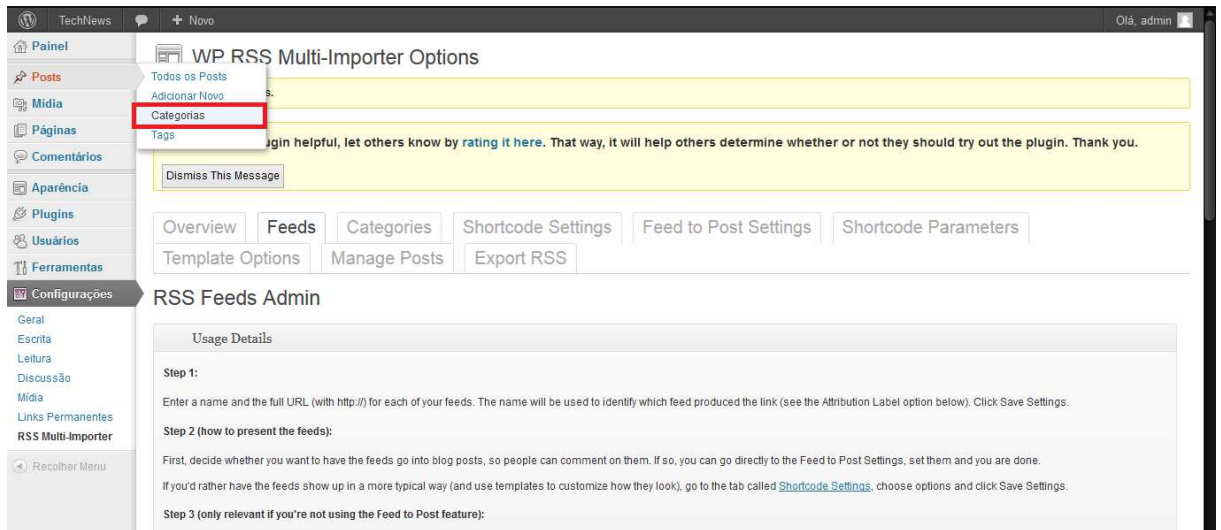 TechNews + Novo Olá, admin
Painel
Posts
Mídia
Páginas
Comentários
Aparência
Plugins
Usuários
Ferramentas
Configurações
Geral
Escrita
Leitura
Discussão
Mídia
Links Permanentes
RSS Multi-Importer
Recolher Menu
Todos os Posts
Adicionar Novo
Categorias
Tags
WP RSS Multi-Importer Options
s.
ugin helpful, let others know by rating it here. That way, it will help others determine whether or not they should try out the plugin. Thank you.
Dismiss This Message
Overview Feeds Categories Shortcode Settings Feed to Post Settings Shortcode Parameters
Template Options Manage Posts Export RSS
RSS Feeds Admin
Usage Details
Step 1:
Enter a name and the full URL (with http://) for each of your feeds. The name will be used to identify which feed produced the link (see the Attribution Label option below). Click Save Settings.
Step 2 (how to present the feeds):
First, decide whether you want to have the feeds go into blog posts, so people can comment on them. If so, you can go directly to the Feed to Post Settings, set them and you are done.
If you'd rather have the feeds show up in a more typical way (and use templates to customize how they look), go to the tab called Shortcode Settings, choose options and click Save Settings.
Step 3 (only relevant if you're not using the Feed to Post feature):